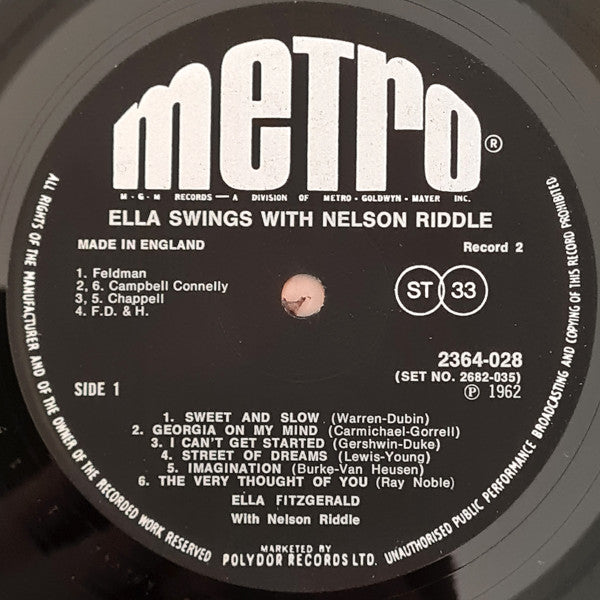 metro®
M-G-M RECORDS — A DIVISION OF METRO-GOLDWYN-MAYER INC.
ELLA SWINGS WITH NELSON RIDDLE
MADE IN ENGLAND
Record 2
1. Feldman
2, 6. Campbell Connelly
3, 5. Chappell
4. F.D. & H.
ST 33
2364-028
(SET NO. 2682-035)
SIDE 1
℗ 1962
1. SWEET AND SLOW (Warren-Dubin)
2. GEORGIA ON MY MIND (Carmichael-Gorrell)
3. I CAN'T GET STARTED (Gershwin-Duke)
4. STREET OF DREAMS (Lewis-Young)
5. IMAGINATION (Burke-Van Heusen)
6. THE VERY THOUGHT OF YOU (Ray Noble)
ELLA FITZGERALD
With Nelson Riddle
MARKETED BY
POLYDOR RECORDS LTD.
ALL RIGHTS OF THE MANUFACTURER AND OF THE OWNER OF THE RECORDED WORK RESERVED
UNAUTHORISED PUBLIC PERFORMANCE BROADCASTING AND COPYING OF THIS RECORD PROHIBITED